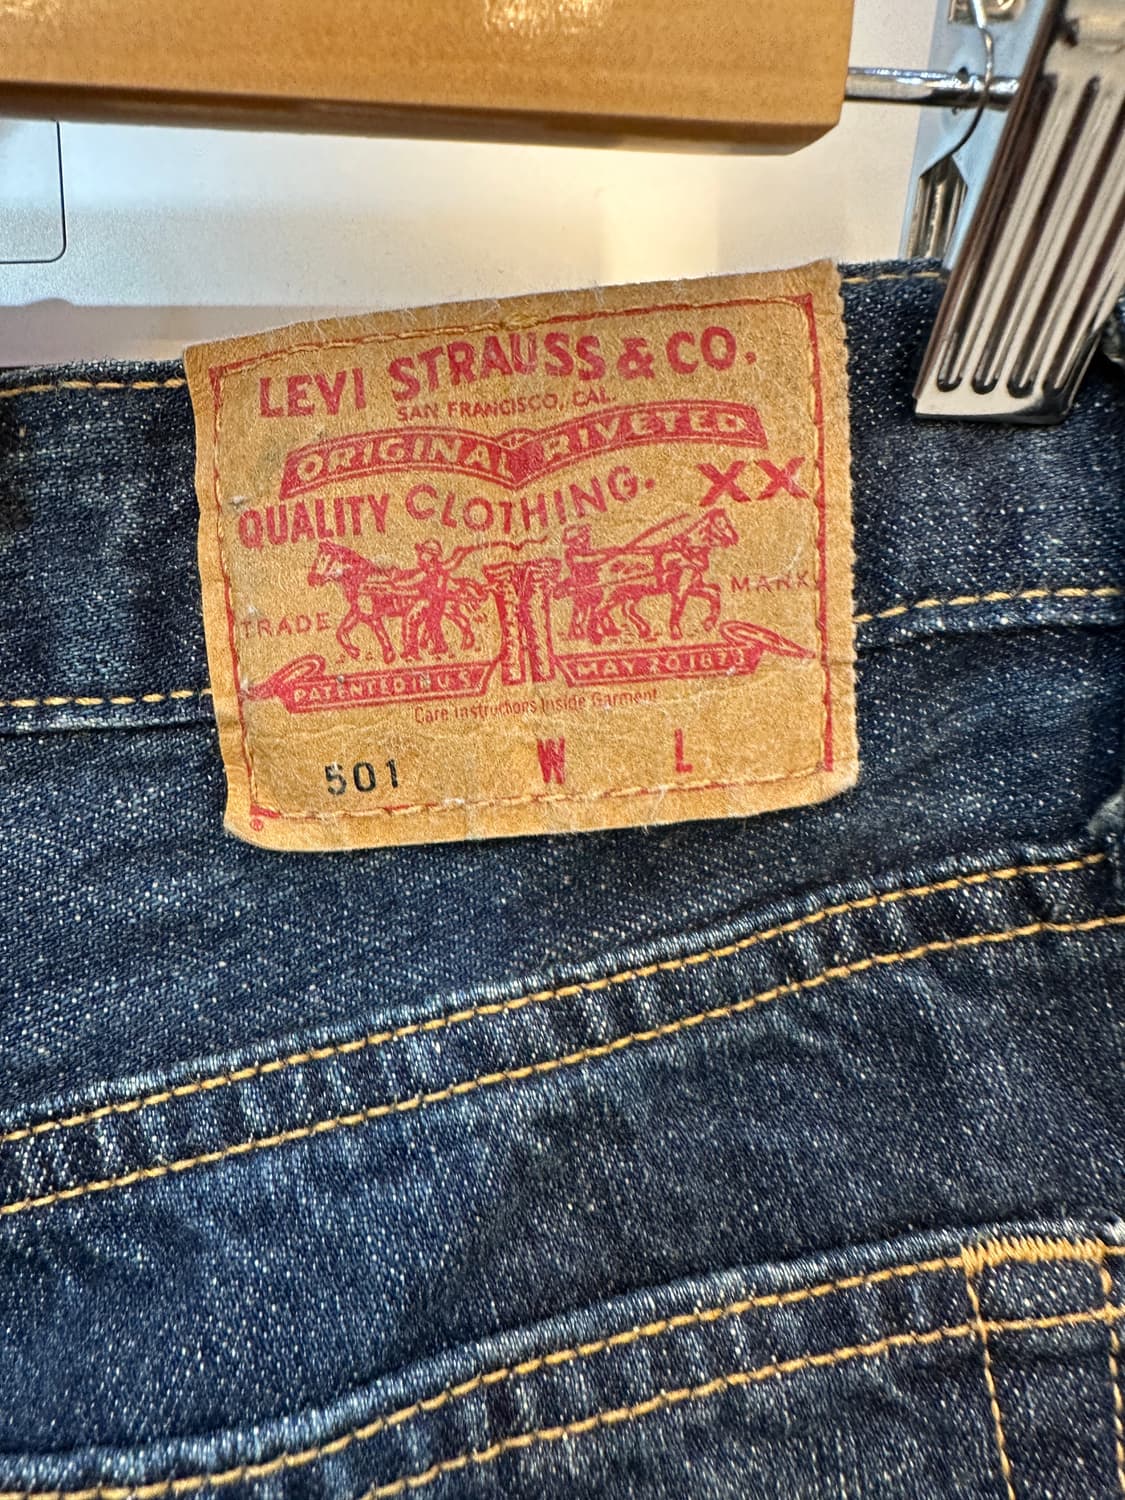 LEVI STRAUSS & CO.
SAN FRANCISCO, CAL.
ORIGINAL RIVETED
QUALITY CLOTHING. XX
TRADE MARK
PATENTED IN U.S. MAY 20 1873
Care Instructions Inside Garment
501 W L
®